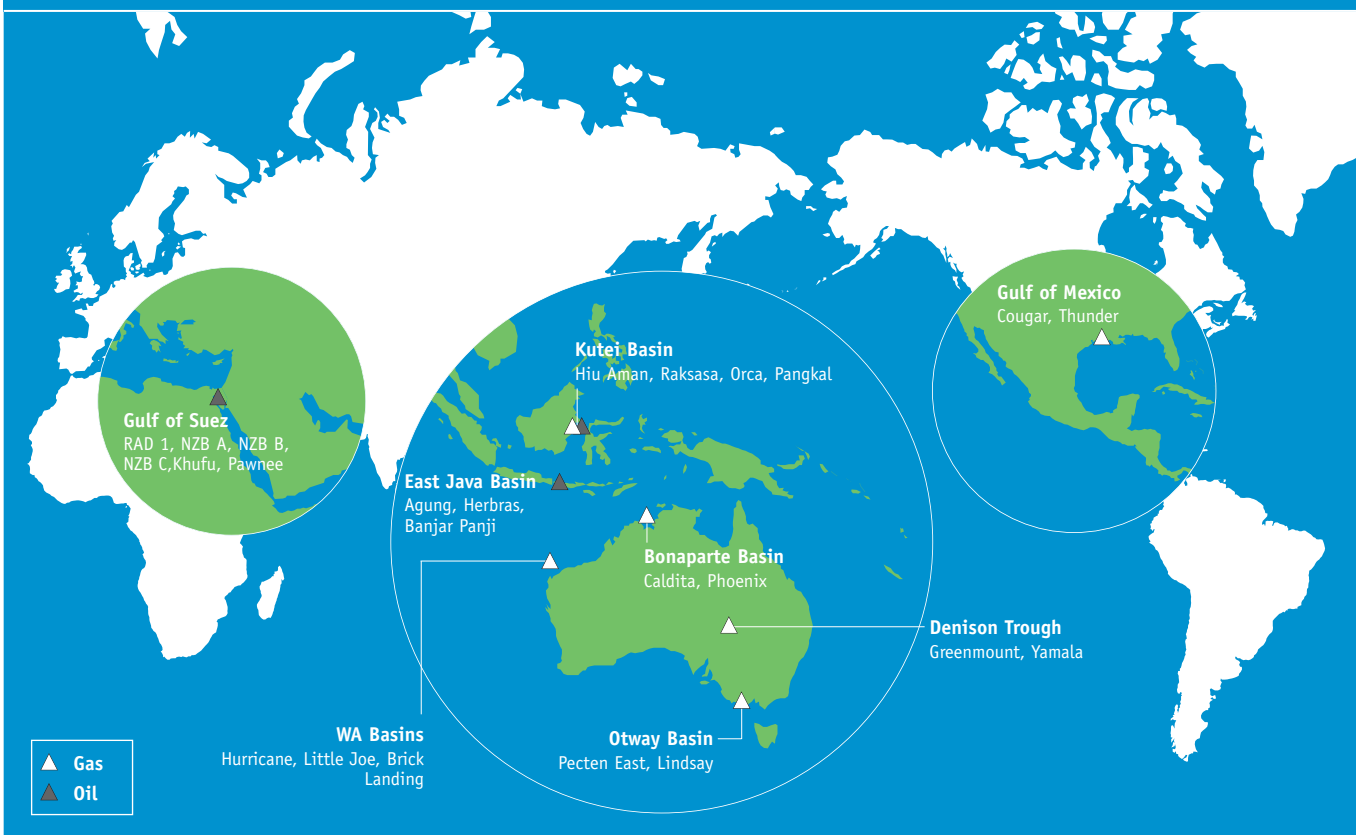 Gulf of Mexico
Cougar, Thunder
Kutei Basin
Hiu Aman, Raksasa, Orca, Pangkal
Gulf of Suez
RAD 1, NZB A, NZB B,
NZB C,Khufu, Pawnee
East Java Basin
Agung, Herbras,
Banjar Panji
Bonaparte Basin
Caldita, Phoenix
Denison Trough
Greenmount, Yamala
WA Basins
Hurricane, Little Joe, Brick
Landing
Otway Basin
Pecten East, Lindsay
Gas
Oil